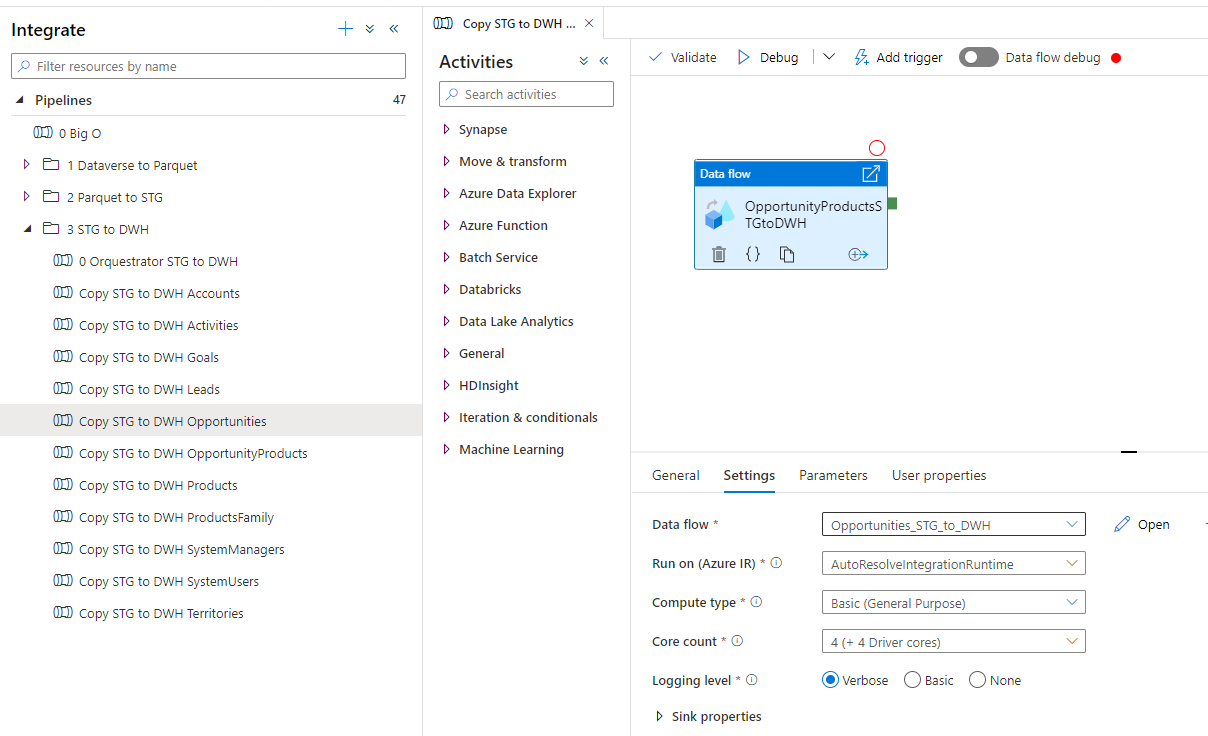 Integrate
Filter resources by name
Pipelines 47
0 Big O
1 Dataverse to Parquet
2 Parquet to STG
3 STG to DWH
0 Orquestrator STG to DWH
Copy STG to DWH Accounts
Copy STG to DWH Activities
Copy STG to DWH Goals
Copy STG to DWH Leads
Copy STG to DWH Opportunities
Copy STG to DWH OpportunityProducts
Copy STG to DWH Products
Copy STG to DWH ProductsFamily
Copy STG to DWH SystemManagers
Copy STG to DWH SystemUsers
Copy STG to DWH Territories
Copy STG to DWH ...
Activities
Search activities
Synapse
Move & transform
Azure Data Explorer
Azure Function
Batch Service
Databricks
Data Lake Analytics
General
HDInsight
Iteration & conditionals
Machine Learning
Validate Debug Add trigger Data flow debug
Data flow
OpportunityProductsS
TGtoDWH
General Settings Parameters User properties
Data flow * Opportunities_STG_to_DWH Open
Run on (Azure IR) * AutoResolveIntegrationRuntime
Compute type * Basic (General Purpose)
Core count * 4 (+ 4 Driver cores)
Logging level * Verbose Basic None
Sink properties